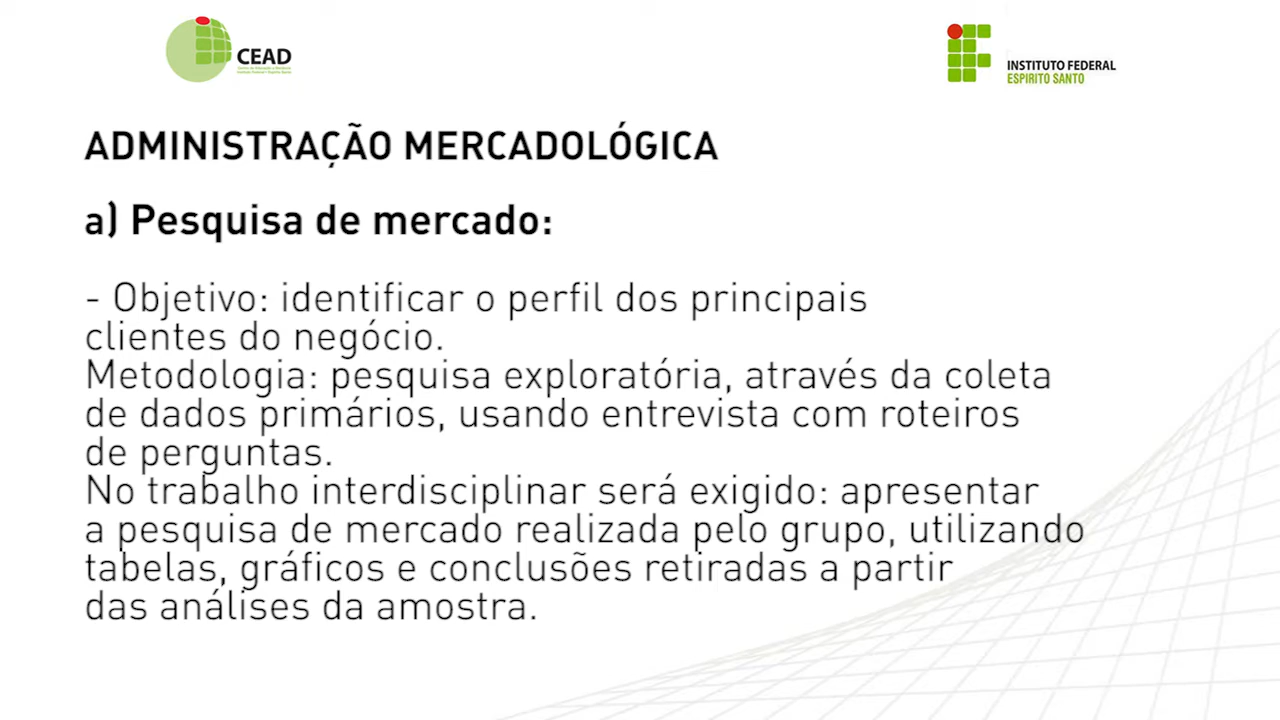 CEAD
INSTITUTO FEDERAL
ESPIRITO SANTO
ADMINISTRAÇÃO MERCADOLÓGICA
a) Pesquisa de mercado:
- Objetivo: identificar o perfil dos principais
clientes do negócio.
Metodologia: pesquisa exploratória, através da coleta
de dados primários, usando entrevista com roteiros
de perguntas.
No trabalho interdisciplinar será exigido: apresentar
a pesquisa de mercado realizada pelo grupo, utilizando
tabelas, gráficos e conclusões retiradas a partir
das análises da amostra.